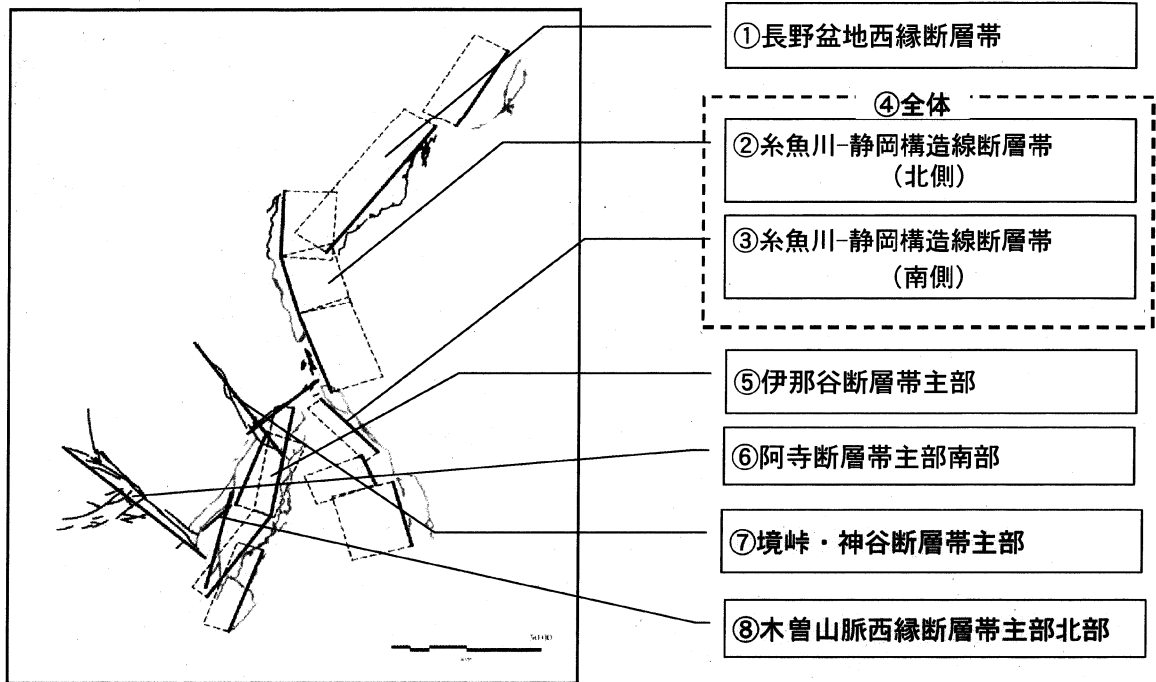 ①長野盆地西縁断層帯
④全体
②糸魚川-静岡構造線断層帯
(北側)
③糸魚川-静岡構造線断層帯
(南側)
⑤伊那谷断層帯主部
⑥阿寺断層帯主部南部
⑦境峠・神谷断層帯主部
⑧木曽山脈西縁断層帯主部北部